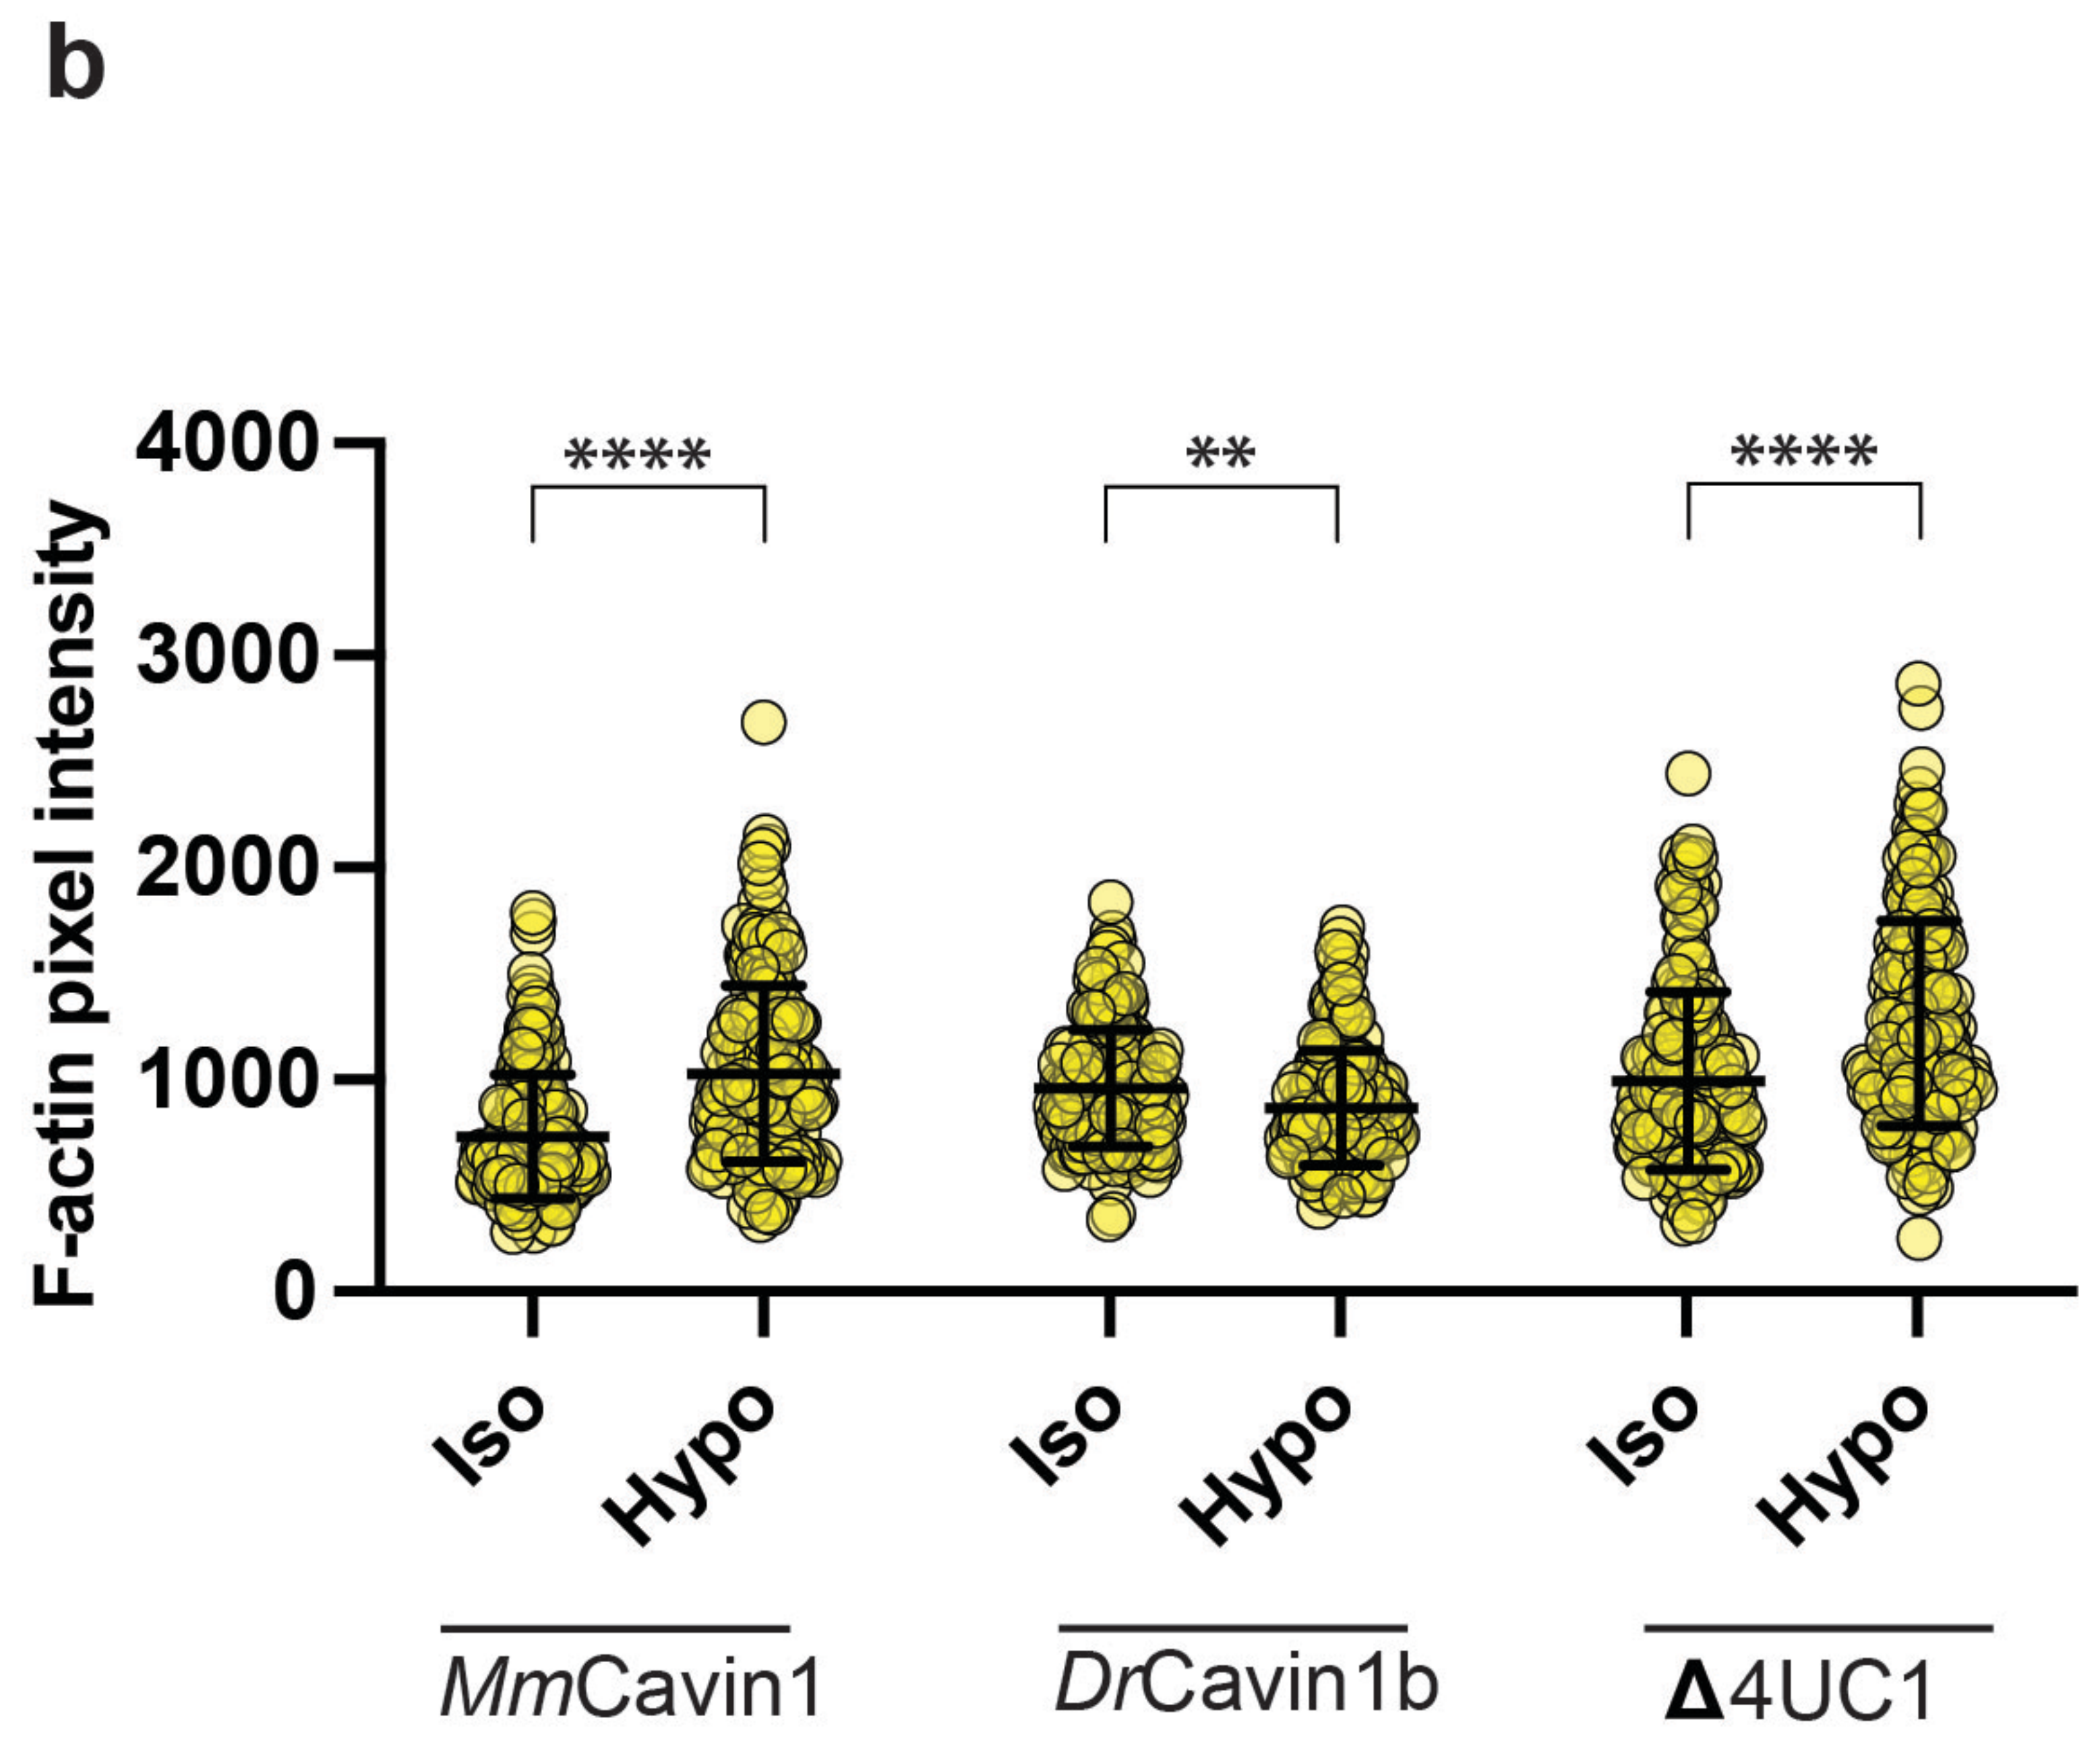 b
F-actin pixel intensity
4000
3000
2000
1000
0
**** ** ****
Iso Hypo Iso Hypo Iso Hypo
MmCavin1 DrCavin1b Δ4UC1